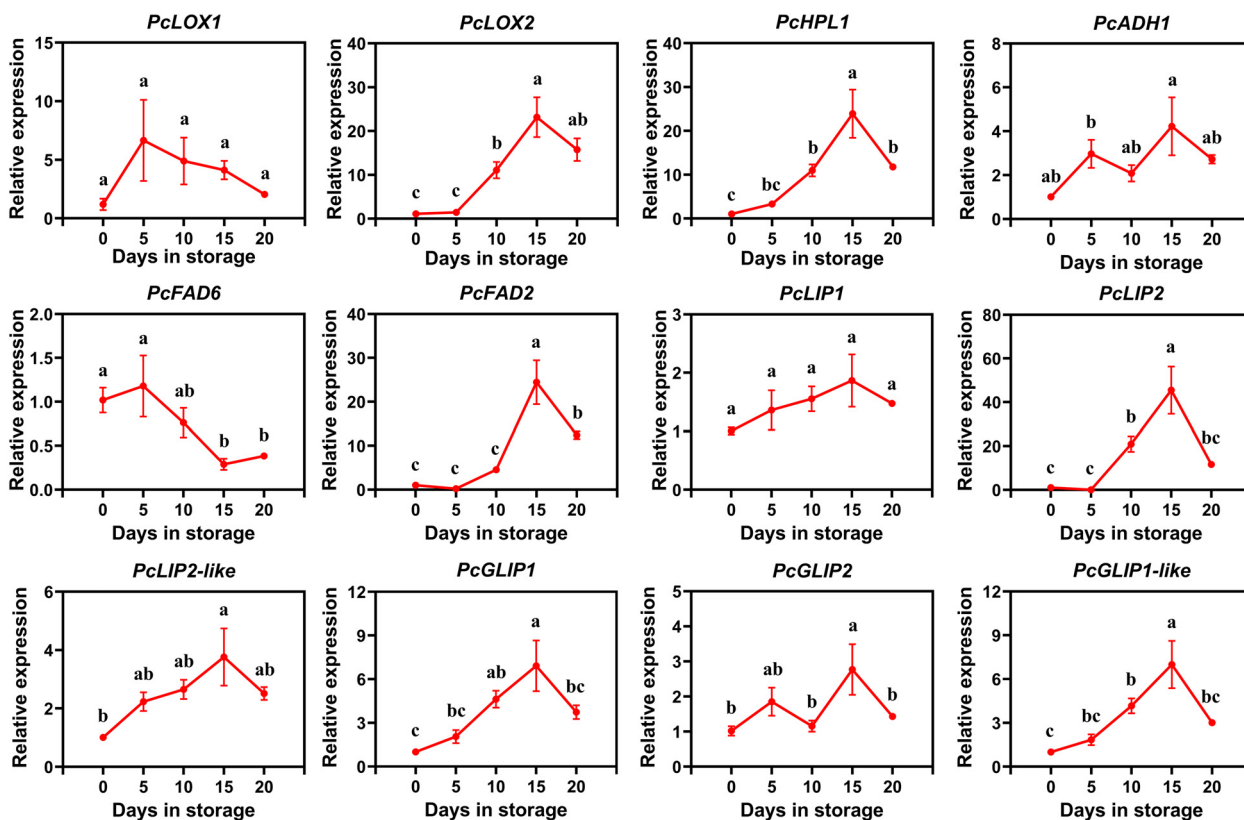 PcLOX1
PcLOX2
PcHPL1
PcADH1
Relative expression
15
10
5
0
a
a
a
a
a
0 5 10 15 20
Days in storage
Relative expression
40
30
20
10
0
c
c
b
a
ab
0 5 10 15 20
Days in storage
Relative expression
40
30
20
10
0
c
bc
b
a
b
0 5 10 15 20
Days in storage
Relative expression
8
6
4
2
0
ab
b
ab
a
ab
0 5 10 15 20
Days in storage
PcFAD6
PcFAD2
PcLIP1
PcLIP2
Relative expression
2.0
1.5
1.0
0.5
0.0
a
a
ab
b
b
0 5 10 15 20
Days in storage
Relative expression
40
30
20
10
0
c
c
c
a
b
0 5 10 15 20
Days in storage
Relative expression
3
2
1
0
a
a
a
a
a
0 5 10 15 20
Days in storage
Relative expression
80
60
40
20
0
c
c
b
a
bc
0 5 10 15 20
Days in storage
PcLIP2-like
PcGLIP1
PcGLIP2
PcGLIP1-like
Relative expression
6
4
2
0
b
ab
ab
a
ab
0 5 10 15 20
Days in storage
Relative expression
12
9
6
3
0
c
bc
ab
a
bc
0 5 10 15 20
Days in storage
Relative expression
5
4
3
2
1
0
b
ab
b
a
b
0 5 10 15 20
Days in storage
Relative expression
12
9
6
3
0
c
bc
b
a
bc
0 5 10 15 20
Days in storage